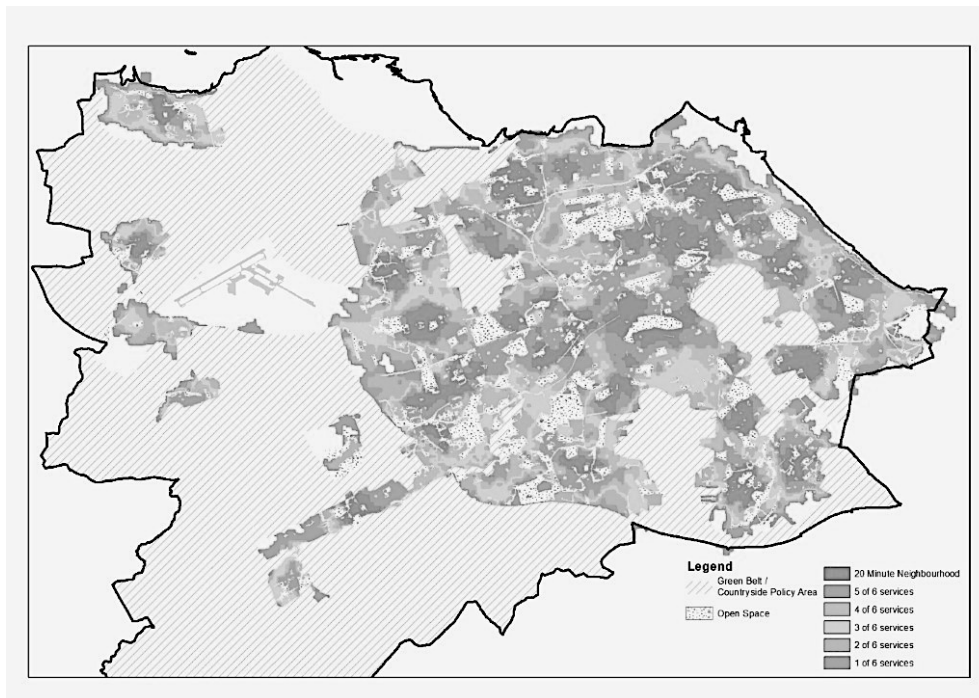 Legend
Green Belt /
Countryside Policy Area
Open Space
20 Minute Neighbourhood
5 of 6 services
4 of 6 services
3 of 6 services
2 of 6 services
1 of 6 services